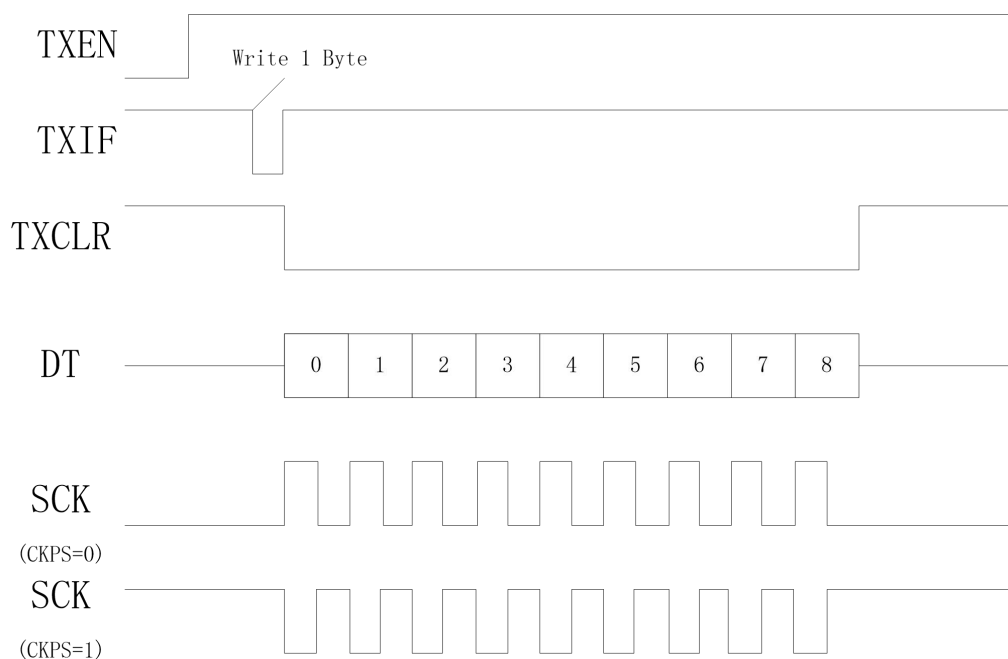 TXEN
Write 1 Byte
TXIF
TXCLR
DT 0 1 2 3 4 5 6 7 8
SCK
(CKPS=0)
SCK
(CKPS=1)